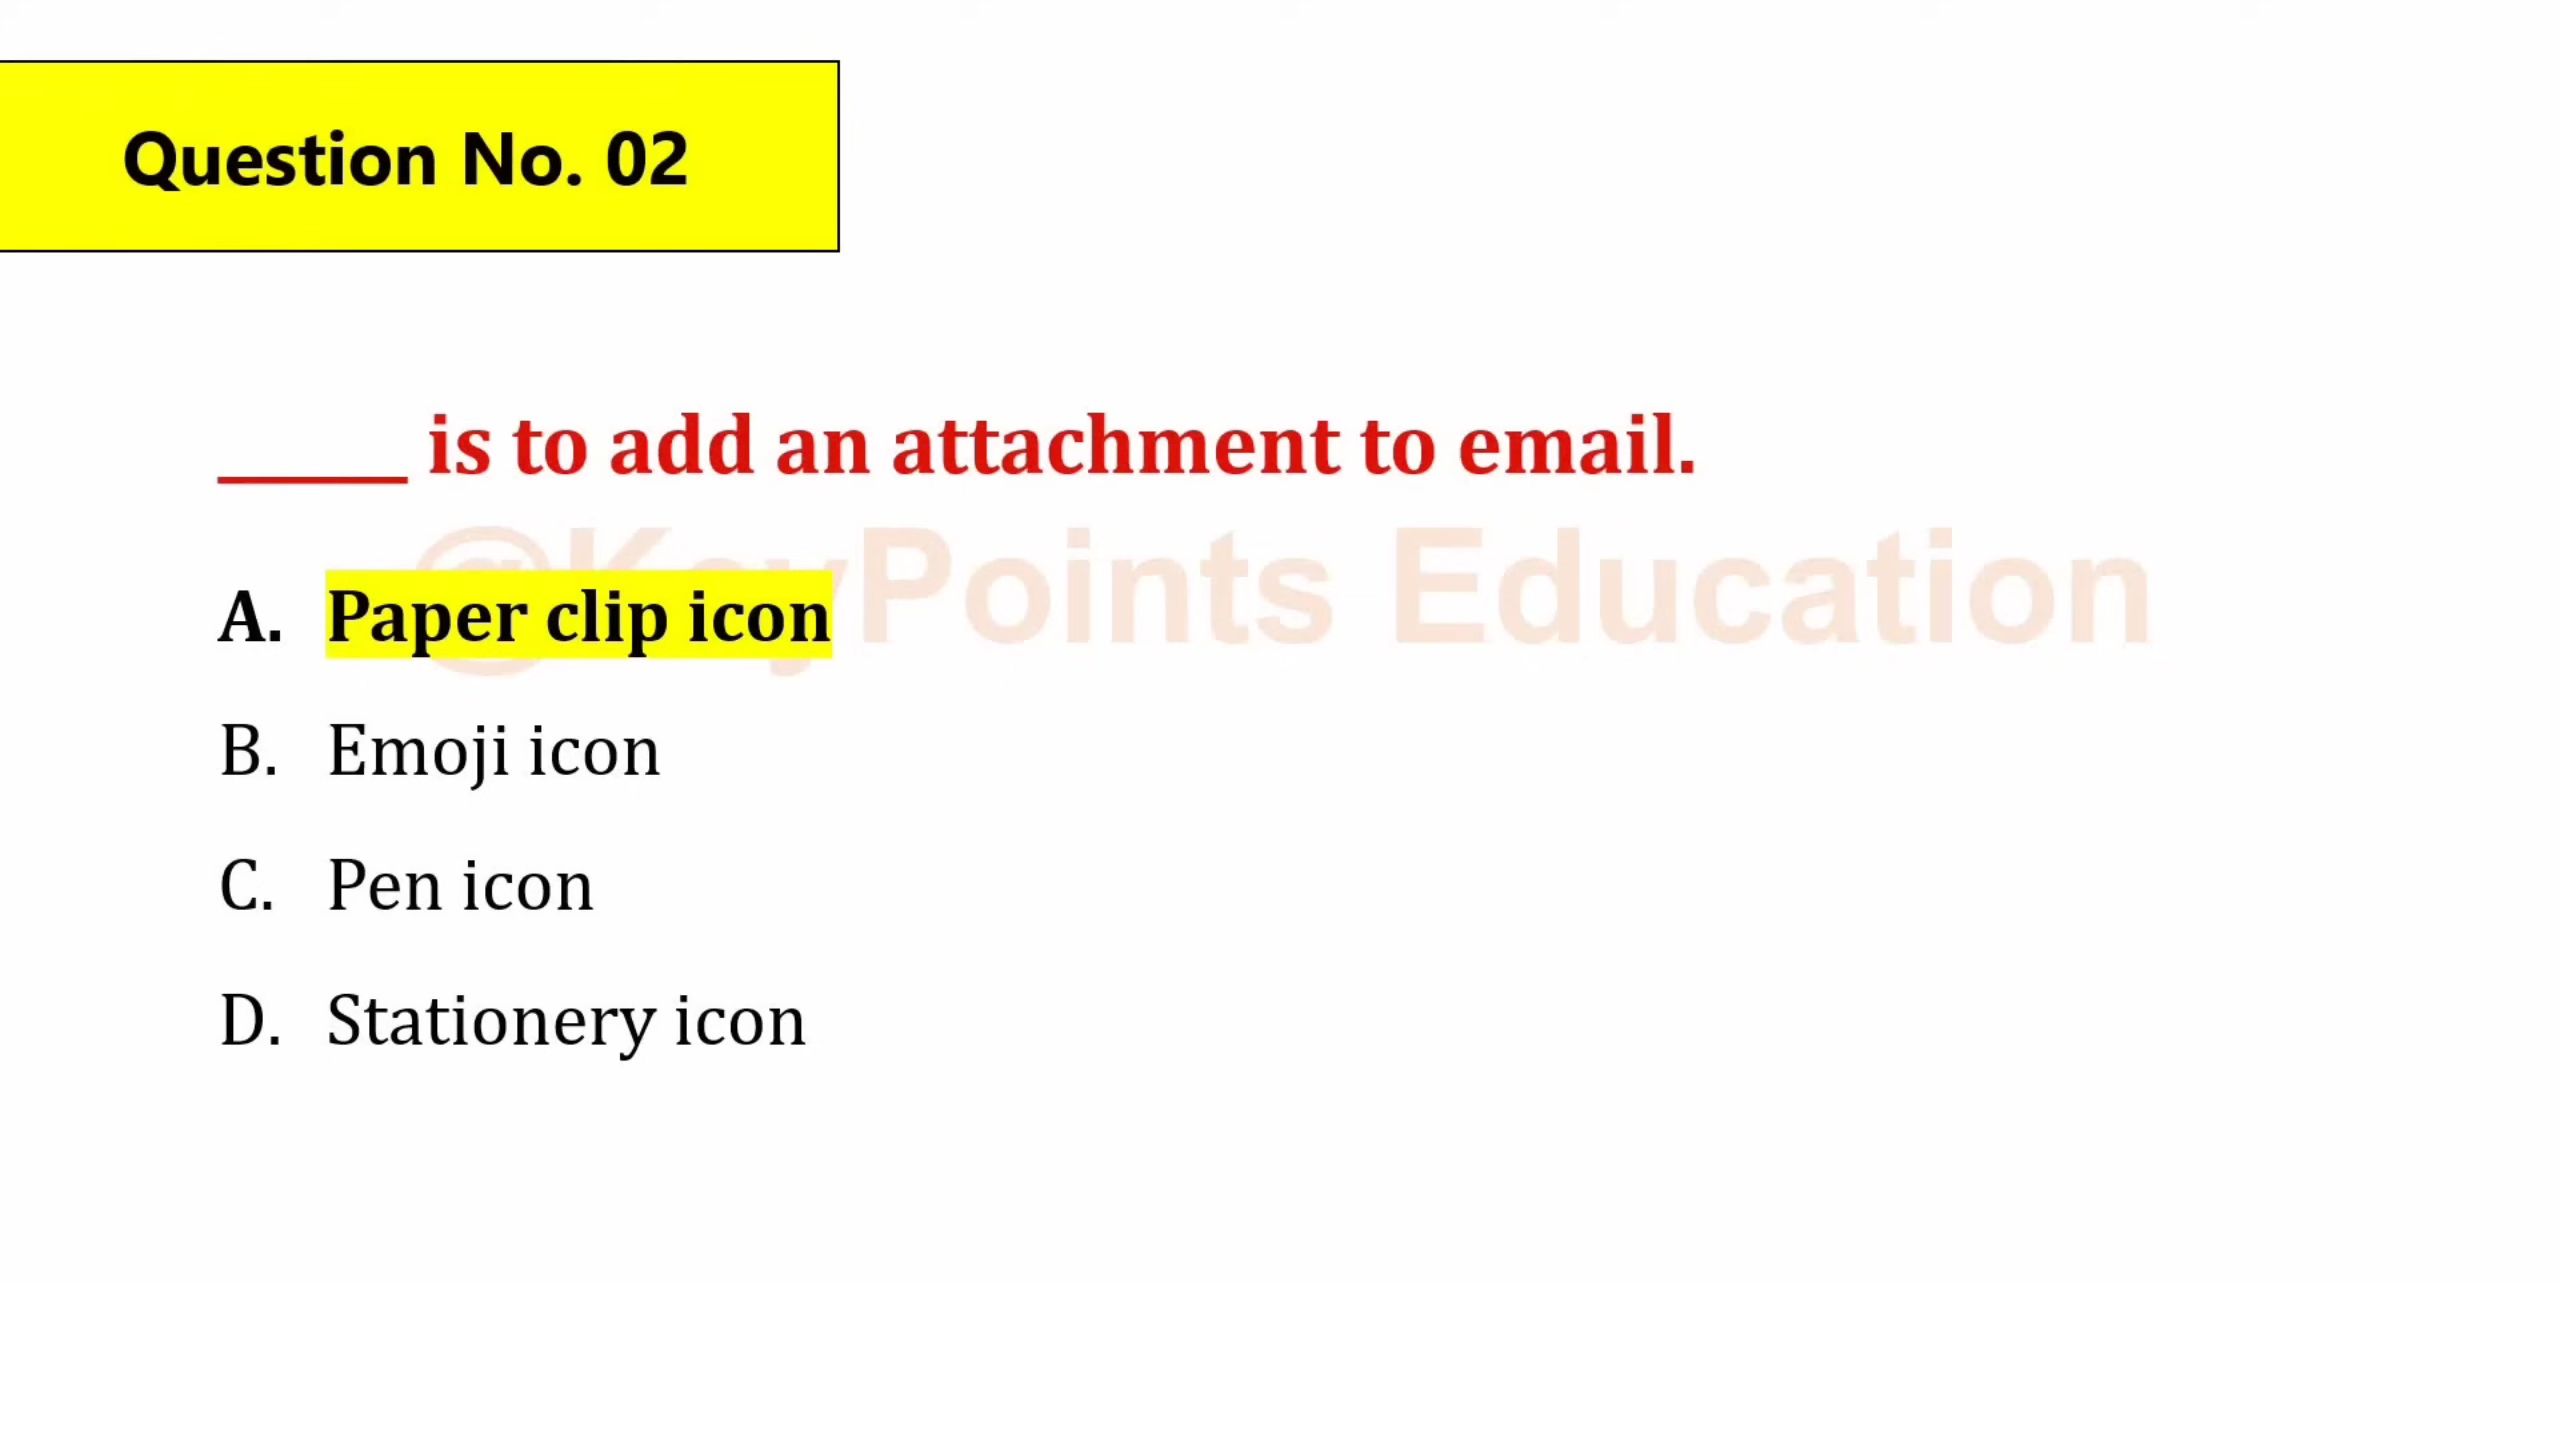 Question No. 02
_____ is to add an attachment to email.
@KeyPoints Education
A. Paper clip icon
B. Emoji icon
C. Pen icon
D. Stationery icon